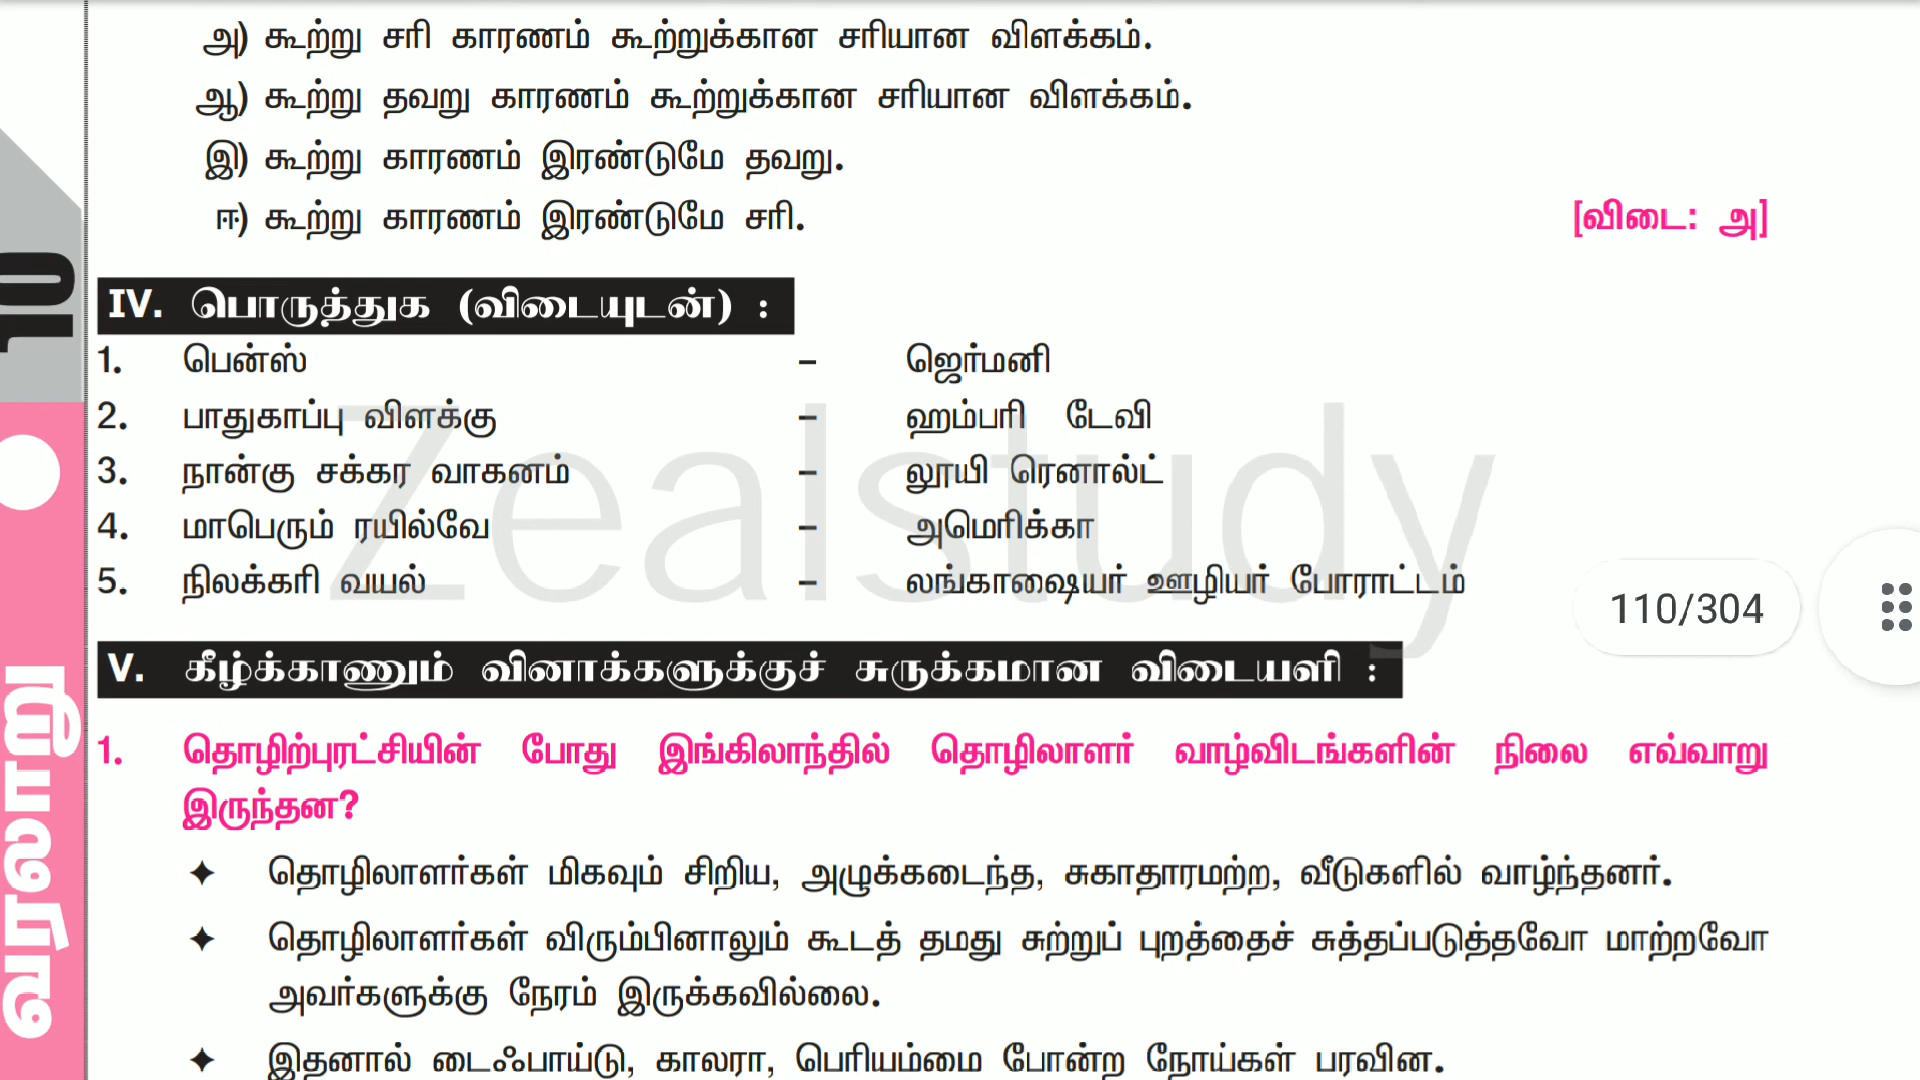 அ) கூற்று சரி காரணம் கூற்றுக்கான சரியான விளக்கம்.
ஆ) கூற்று தவறு காரணம் கூற்றுக்கான சரியான விளக்கம்.
இ) கூற்று காரணம் இரண்டுமே தவறு.
ஈ) கூற்று காரணம் இரண்டுமே சரி. [விடை: அ]
10
IV. பொருத்துக (விடையுடன்) :
1. பென்ஸ் – ஜெர்மனி
2. பாதுகாப்பு விளக்கு – ஹம்பரி டேவி
3. நான்கு சக்கர வாகனம் – லூயி ரெனால்ட்
4. மாபெரும் ரயில்வே – அமெரிக்கா
5. நிலக்கரி வயல் – லங்காஷையர் ஊழியர் போராட்டம்
Zealstudy
110/304
V. கீழ்க்காணும் வினாக்களுக்குச் சுருக்கமான விடையளி :
வரலாறு
1. தொழிற்புரட்சியின் போது இங்கிலாந்தில் தொழிலாளர் வாழ்விடங்களின் நிலை எவ்வாறு
இருந்தன?
✦ தொழிலாளர்கள் மிகவும் சிறிய, அழுக்கடைந்த, சுகாதாரமற்ற, வீடுகளில் வாழ்ந்தனர்.
✦ தொழிலாளர்கள் விரும்பினாலும் கூடத் தமது சுற்றுப் புறத்தைச் சுத்தப்படுத்தவோ மாற்றவோ
அவர்களுக்கு நேரம் இருக்கவில்லை.
✦ இதனால் டைஃபாய்டு, காலரா, பெரியம்மை போன்ற நோய்கள் பரவின.